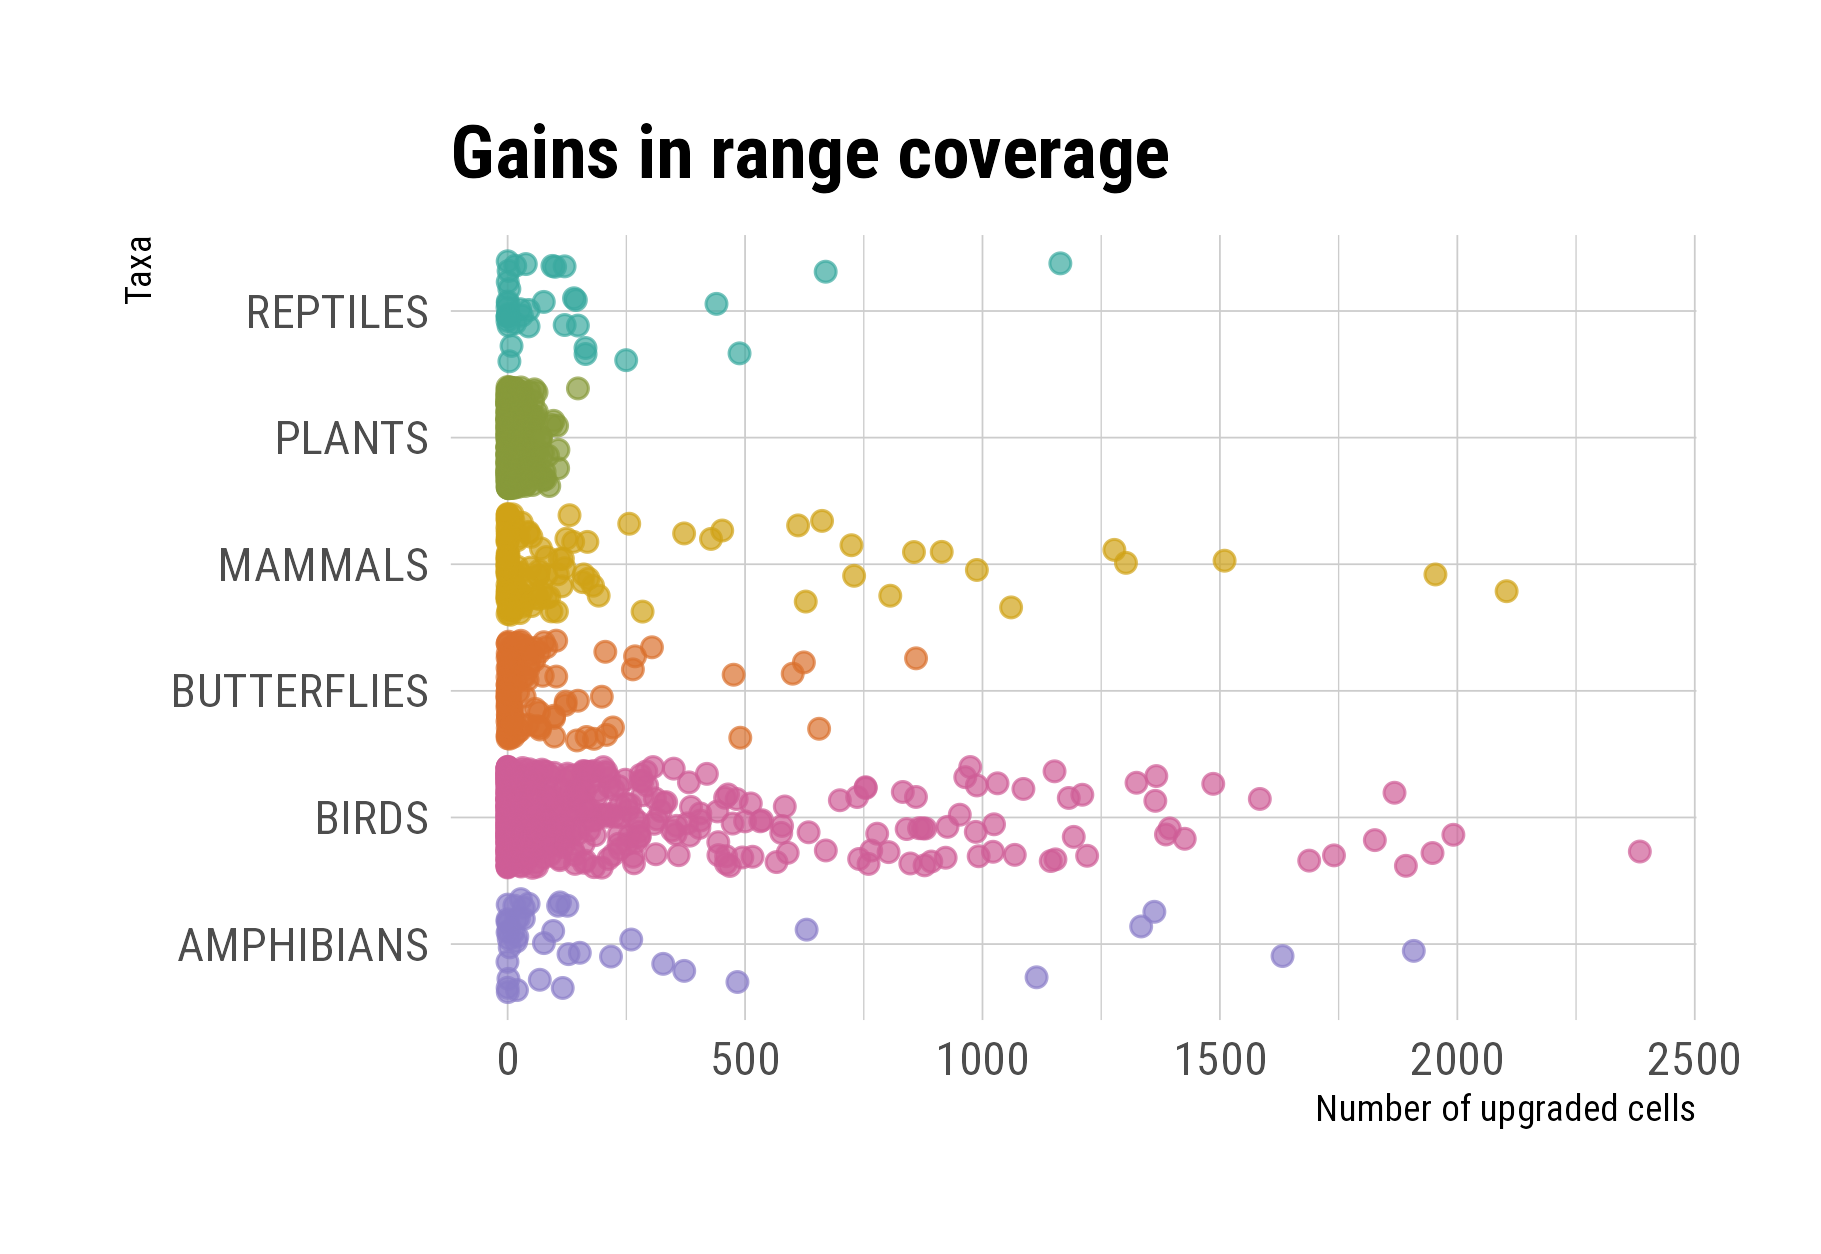 Gains in range coverage
Taxa
REPTILES
PLANTS
MAMMALS
BUTTERFLIES
BIRDS
AMPHIBIANS
0 500 1000 1500 2000 2500
Number of upgraded cells